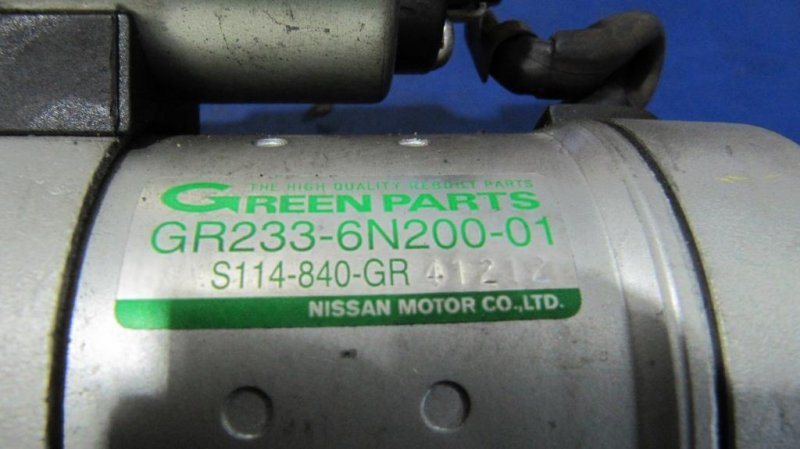 THE HIGH QUALITY REBUILT PARTS
GREEN PARTS
GR233-6N200-01
S114-840-GR 41212
NISSAN MOTOR CO.,LTD.